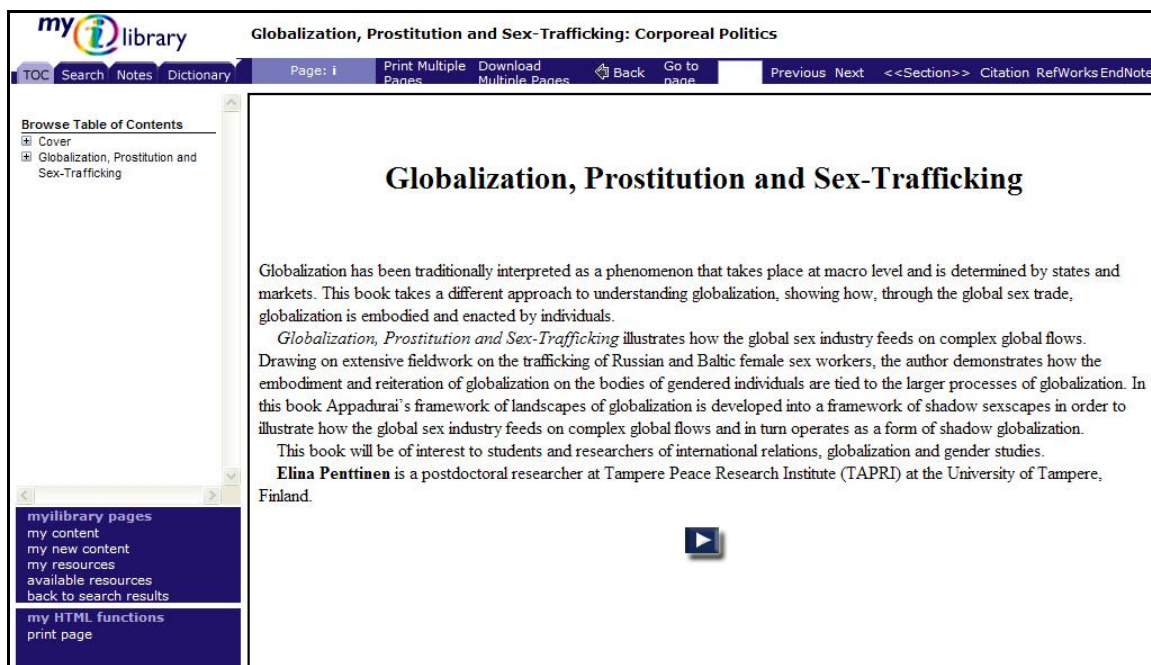 my i library
Globalization, Prostitution and Sex-Trafficking: Corporeal Politics
TOC Search Notes Dictionary
Page: i
Print Multiple Pages
Download Multiple Pages
Back
Go to page
Previous Next <<Section>> Citation RefWorks EndNote
Browse Table of Contents
Cover
Globalization, Prostitution and
Sex-Trafficking
Globalization, Prostitution and Sex-Trafficking
Globalization has been traditionally interpreted as a phenomenon that takes place at macro level and is determined by states and
markets. This book takes a different approach to understanding globalization, showing how, through the global sex trade,
globalization is embodied and enacted by individuals.
Globalization, Prostitution and Sex-Trafficking illustrates how the global sex industry feeds on complex global flows.
Drawing on extensive fieldwork on the trafficking of Russian and Baltic female sex workers, the author demonstrates how the
embodiment and reiteration of globalization on the bodies of gendered individuals are tied to the larger processes of globalization. In
this book Appadurai's framework of landscapes of globalization is developed into a framework of shadow sexscapes in order to
illustrate how the global sex industry feeds on complex global flows and in turn operates as a form of shadow globalization.
This book will be of interest to students and researchers of international relations, globalization and gender studies.
Elina Penttinen is a postdoctoral researcher at Tampere Peace Research Institute (TAPRI) at the University of Tampere,
Finland.
myilibrary pages
my content
my new content
my resources
available resources
back to search results
my HTML functions
print page